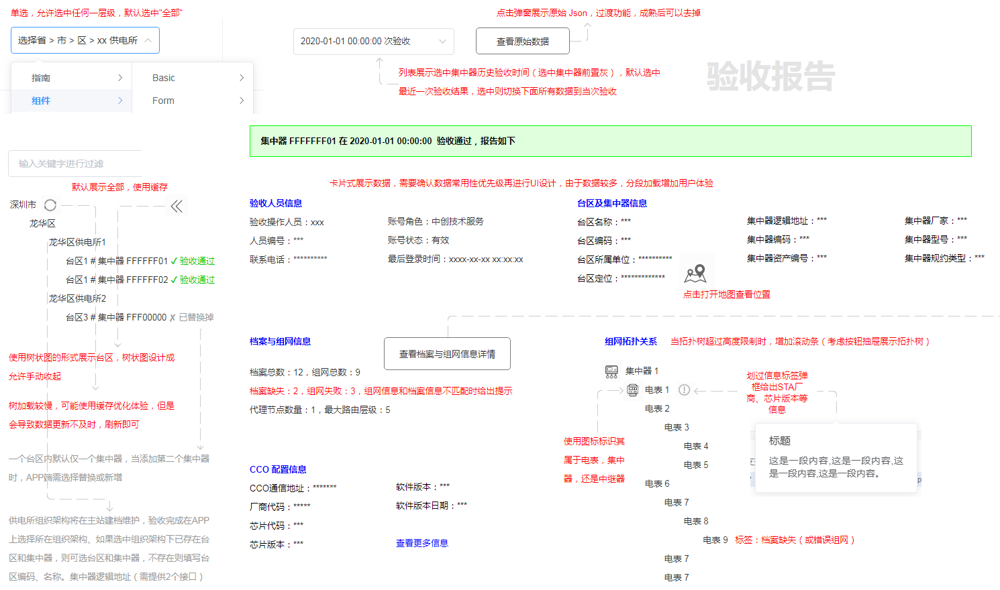 单选，允许选中任何一层级，默认选中"全部"
选择省 > 市 > 区 > xx 供电所
指南
Basic
组件
Form
点击弹窗展示原始 Json，过渡功能，成熟后可以去掉
2020-01-01 00:00:00 次验收
查看原始数据
列表展示选中集中器历史验收时间（选中集中器前置灰），默认选中
最近一次验收结果，选中则切换下面所有数据到当次验收
验收报告
集中器 FFFFFFF01 在 2020-01-01 00:00:00 验收通过，报告如下
输入关键字进行过滤
默认展示全部，使用缓存
深圳市
龙华区
龙华区供电所1
台区1 # 集中器 FFFFFF01 ✓ 验收通过
台区1 # 集中器 FFFFFF02 ✓ 验收通过
龙华区供电所2
台区3 # 集中器 FFF00000 ✗ 已替换掉
使用树状图的形式展示台区，树状图设计成
允许手动收起
树加载较慢，可能使用缓存优化体验，但是
会导致数据更新不及时，刷新即可
一个台区内默认仅一个集中器，当添加第二个集中器
时，APP端需选择替换或新增
供电所组织架构将在主站建档维护，验收完成在APP
上选择所在组织架构、如果选中组织架构下已存在台
区和集中器，则可选台区和集中器，不存在则填写台
区编码、名称。集中器逻辑地址（需提供2个接口）
卡片式展示数据，需要确认数据常用性优先级再进行UI设计，由于数据较多，分段加载增加用户体验
验收人员信息
验收操作人员：xxx
账号角色：中创技术服务
人员编号：***
账号状态：有效
联系电话：**********
最后登录时间：xxxx-xx-xx xx:xx:xx
台区及集中器信息
台区名称：***
集中器逻辑地址：***
集中器厂家：***
台区编码：***
集中器编码：***
集中器型号：***
台区所属单位：**********
集中器资产编号：***
集中器规约类型：***
台区定位：*************
点击打开地图查看位置
档案与组网信息
查看档案与组网信息详情
档案总数：12，组网总数：9
档案缺失：2，组网失败：3，组网信息和档案信息不匹配时给出提示
代理节点数量：1，最大路由层级：5
CCO 配置信息
CCO通信地址：*******
软件版本：***
厂商代码：*****
软件版本日期：***
芯片代码：***
芯片版本：***
查看更多信息
组网拓扑关系
当拓扑树超过高度限制时，增加滚动条（考虑按钮抽屉展示拓扑树）
集中器 1
电表 1
电表 2
电表 3
电表 4
电表 5
电表 6
电表 7
电表 8
电表 9 标签：档案缺失（或错误组网）
电表 7
电表 7
使用图标标识其
属于电表，集中
器，还是中继器
划过信息标签弹
框给出STA厂
商、芯片版本等
信息
标题
这是一段内容,这是一段内容,这
是一段内容,这是一段内容。